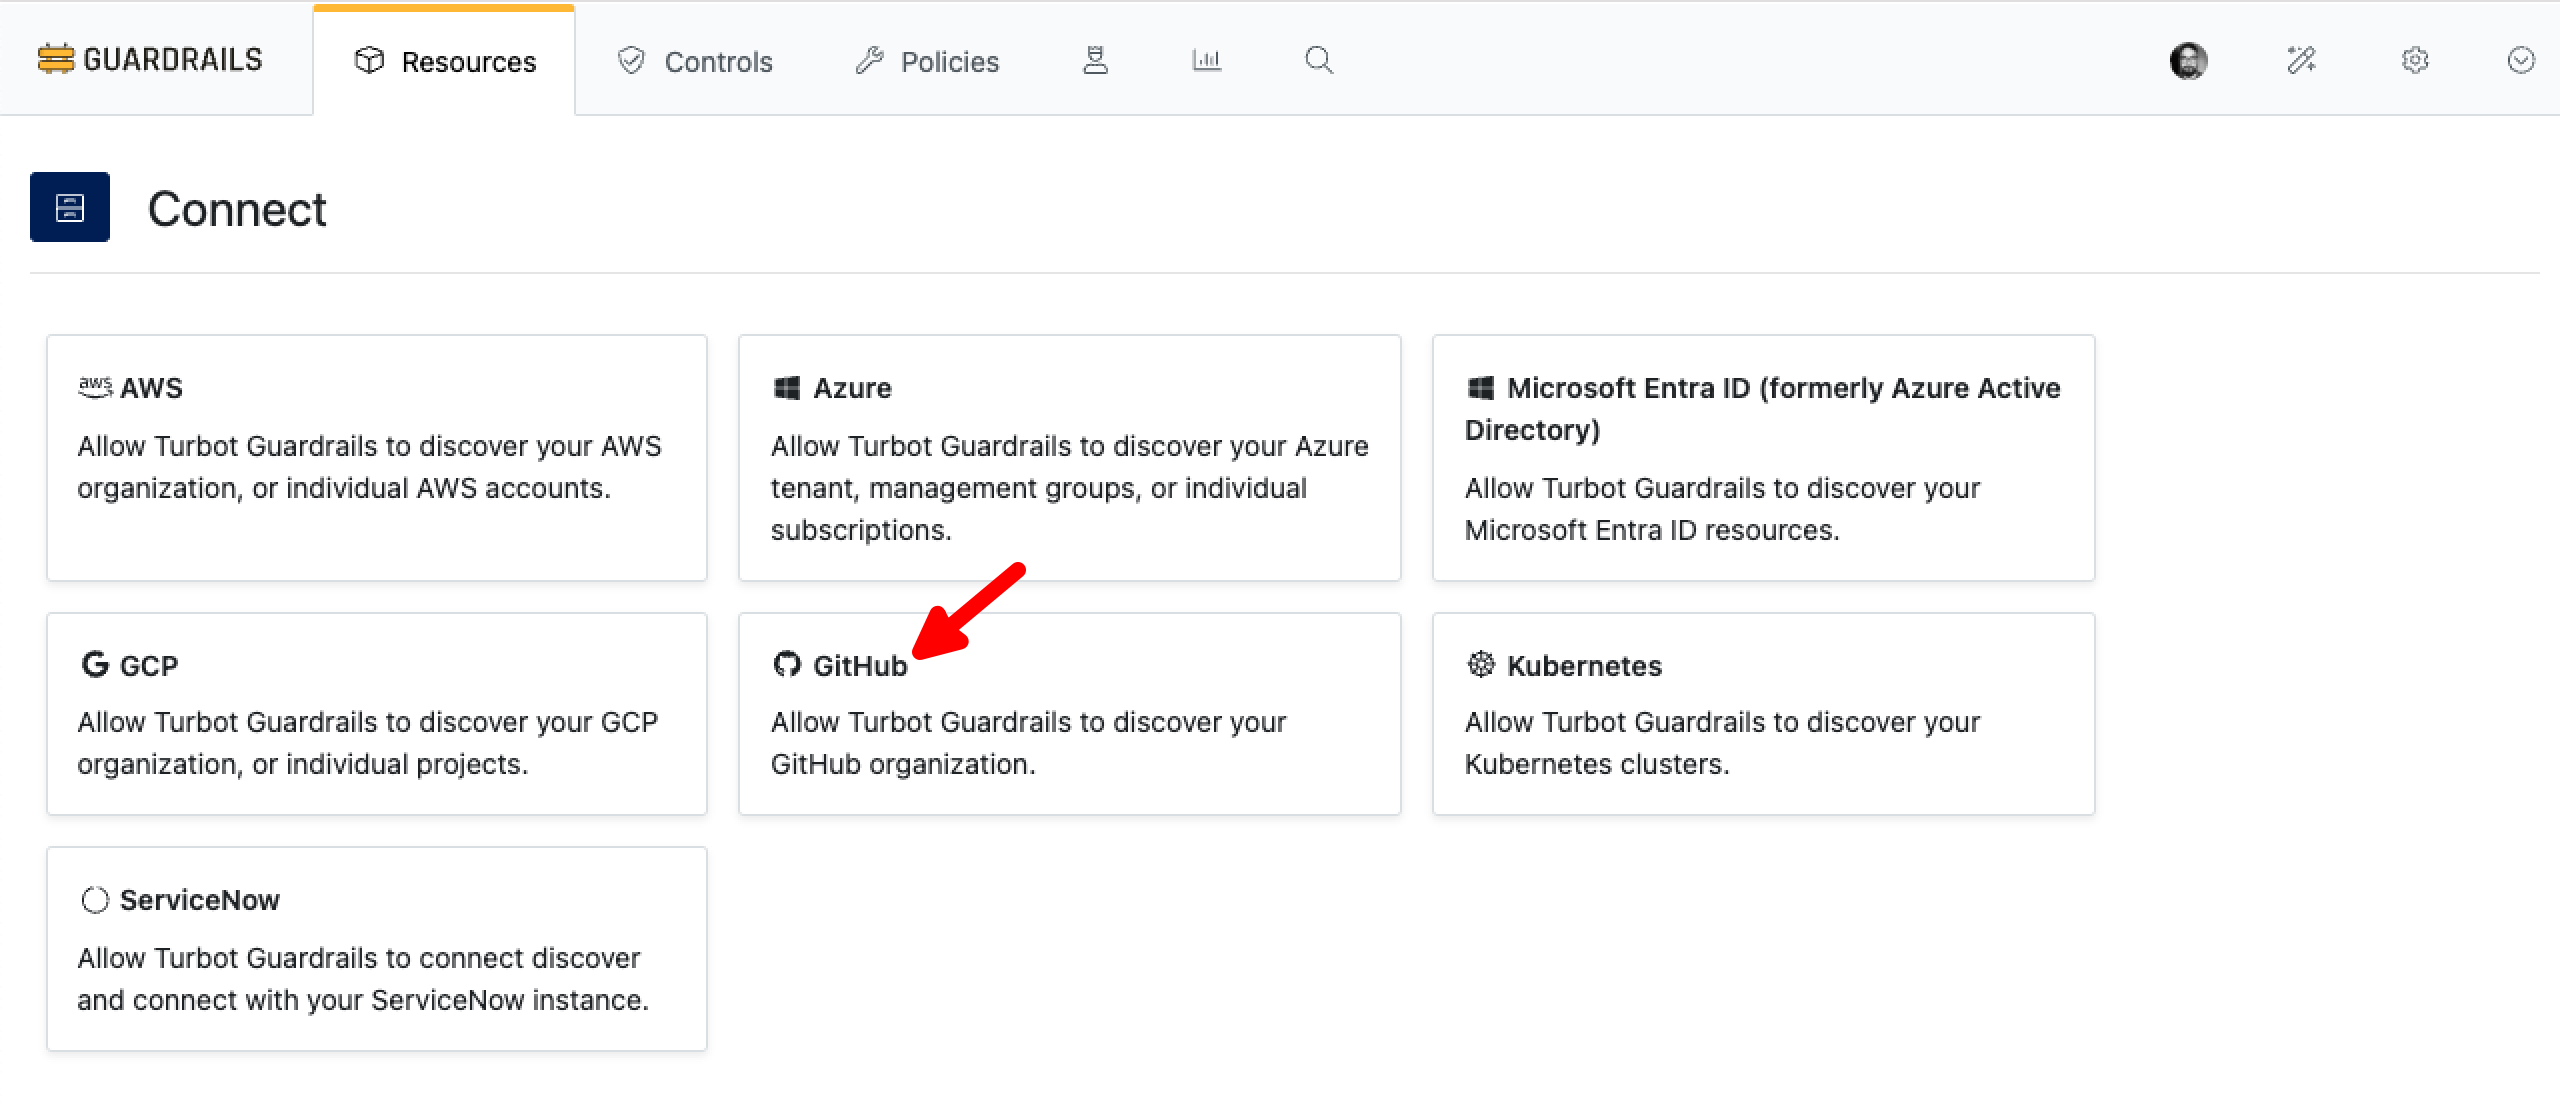 GUARDRAILS
Resources
Controls
Policies
Connect
aws AWS
Allow Turbot Guardrails to discover your AWS
organization, or individual AWS accounts.
Azure
Allow Turbot Guardrails to discover your Azure
tenant, management groups, or individual
subscriptions.
Microsoft Entra ID (formerly Azure Active
Directory)
Allow Turbot Guardrails to discover your
Microsoft Entra ID resources.
GCP
Allow Turbot Guardrails to discover your GCP
organization, or individual projects.
GitHub
Allow Turbot Guardrails to discover your
GitHub organization.
Kubernetes
Allow Turbot Guardrails to discover your
Kubernetes clusters.
ServiceNow
Allow Turbot Guardrails to connect discover
and connect with your ServiceNow instance.